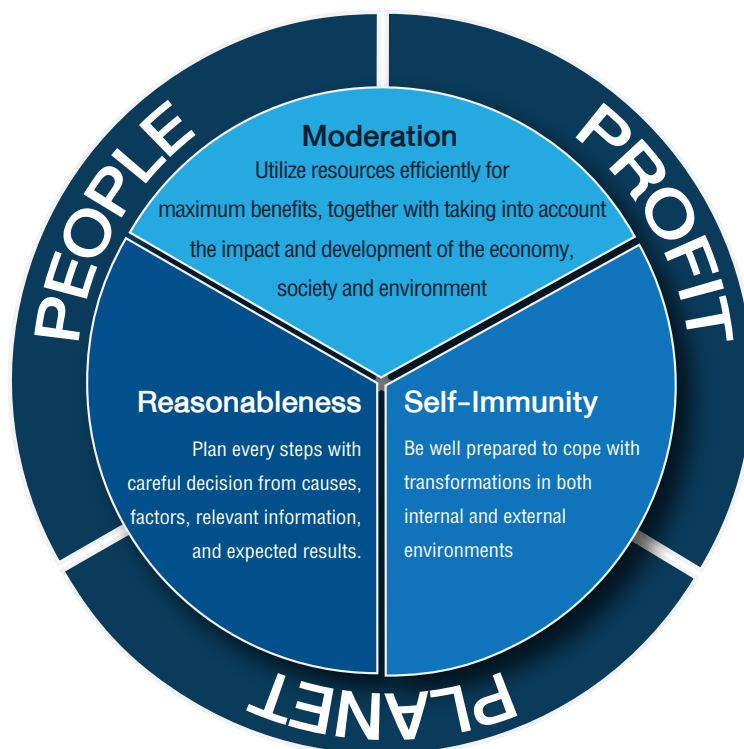 PEOPLE
PROFIT
Moderation
Utilize resources efficiently for
maximum benefits, together with taking into account
the impact and development of the economy,
society and environment
Reasonableness
Plan every steps with
careful decision from causes,
factors, relevant information,
and expected results.
Self-Immunity
Be well prepared to cope with
transformations in both
internal and external
environments
PLANET